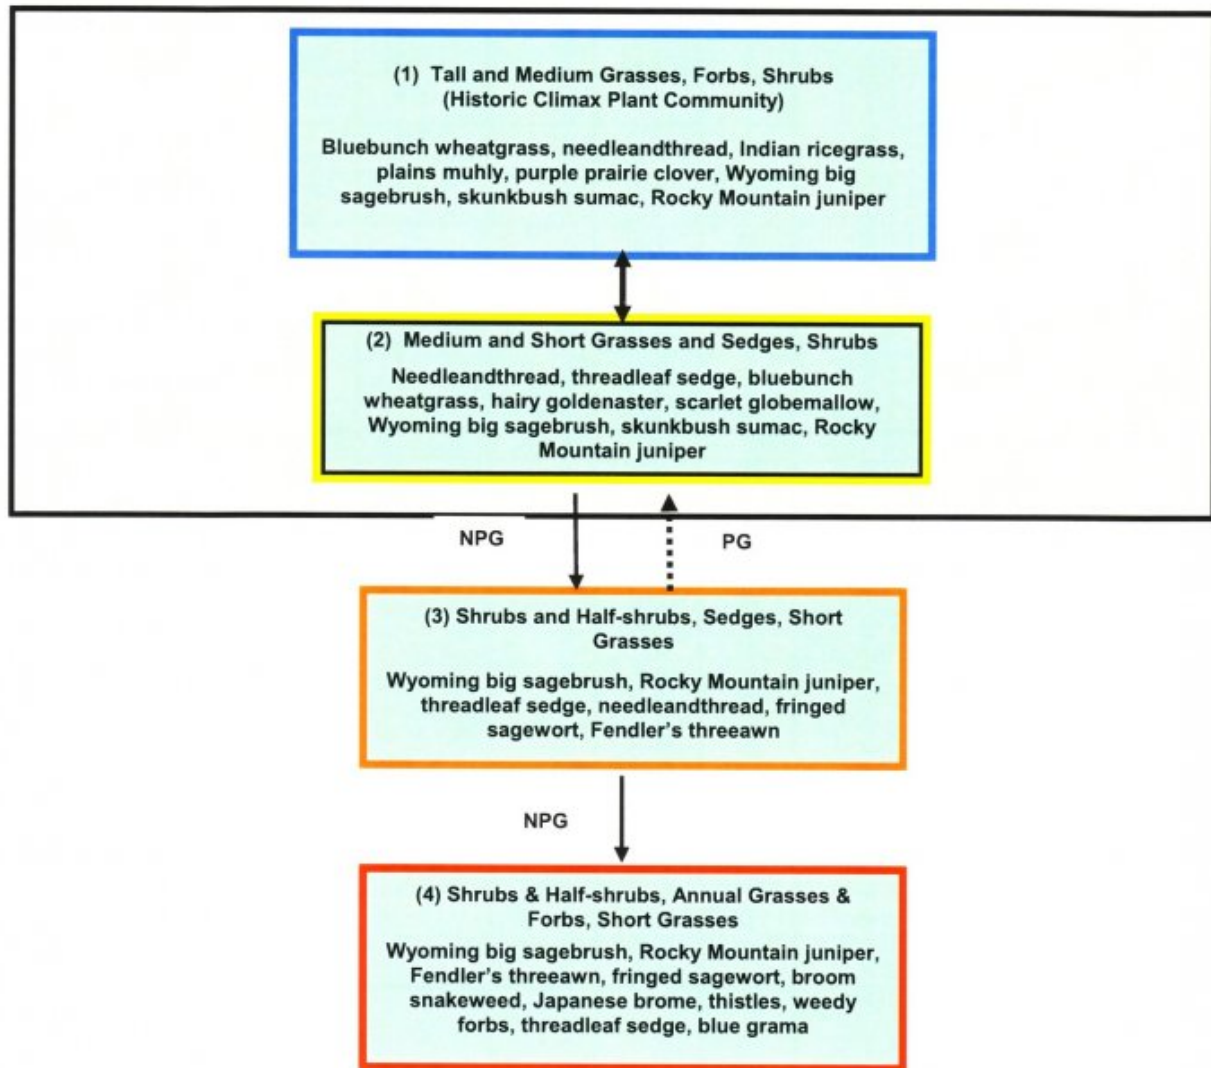 (1) Tall and Medium Grasses, Forbs, Shrubs
(Historic Climax Plant Community)
Bluebunch wheatgrass, needleandthread, Indian ricegrass,
plains muhly, purple prairie clover, Wyoming big
sagebrush, skunkbush sumac, Rocky Mountain juniper
(2) Medium and Short Grasses and Sedges, Shrubs
Needleandthread, threadleaf sedge, bluebunch
wheatgrass, hairy goldenaster, scarlet globemallow,
Wyoming big sagebrush, skunkbush sumac, Rocky
Mountain juniper
NPG
PG
(3) Shrubs and Half-shrubs, Sedges, Short
Grasses
Wyoming big sagebrush, Rocky Mountain juniper,
threadleaf sedge, needleandthread, fringed
sagewort, Fendler's threeawn
NPG
(4) Shrubs & Half-shrubs, Annual Grasses &
Forbs, Short Grasses
Wyoming big sagebrush, Rocky Mountain juniper,
Fendler's threeawn, fringed sagewort, broom
snakeweed, Japanese brome, thistles, weedy
forbs, threadleaf sedge, blue grama